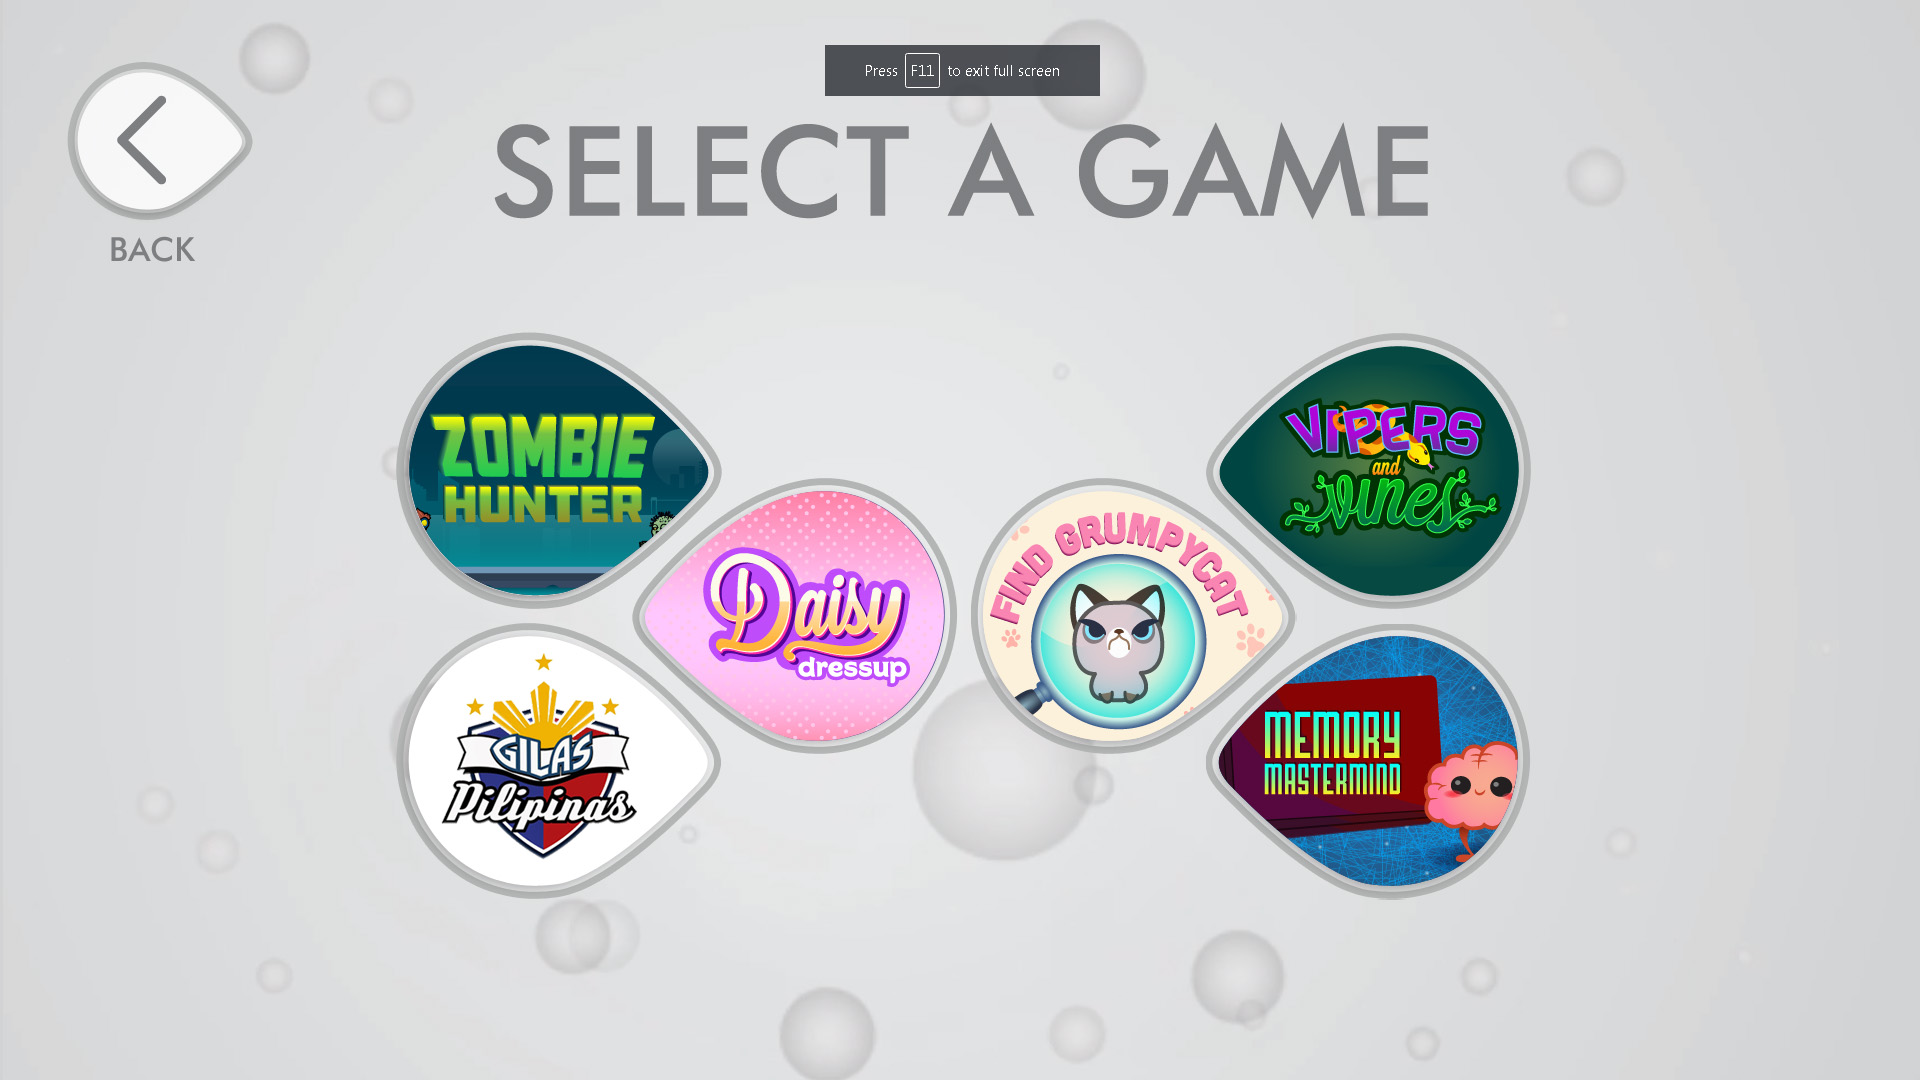 Press F11 to exit full screen
SELECT A GAME
BACK
ZOMBIE
HUNTER
Daisy
dressup
FIND GRUMPYCAT
VIPERS
and
vines
GILAS
Pilipinas
MEMORY
MASTERMIND